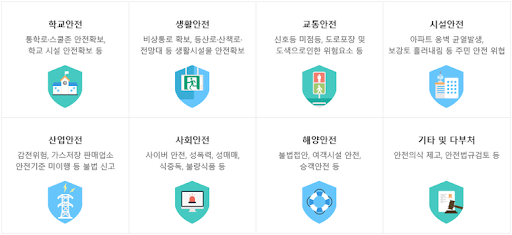 학교안전
통학로·스쿨존 안전확보,
학교 시설 안전확보 등
생활안전
비상통로 확보, 등산로·산책로·
전망대 등 생활시설물 안전확보
교통안전
신호등 미점등, 도로포장 및
도색으로인한 위험요소 등
시설안전
아파트 옹벽 균열발생,
보강토 흘러내림 등 주민 안전 위협
산업안전
감전위험, 가스저장 판매업소
안전기준 미이행 등 불법 신고
사회안전
사이버 안전, 성폭력, 성매매,
식중독, 불량식품 등
해양안전
불법접안, 여객시설 안전,
승객안전 등
기타 및 다부처
안전의식 제고, 안전법규검토 등